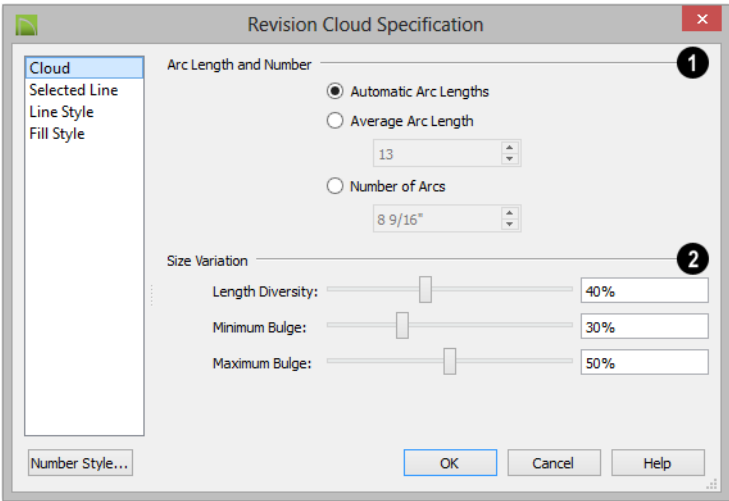 Revision Cloud Specification
Cloud
Selected Line
Line Style
Fill Style
Number Style...
Arc Length and Number
1
Automatic Arc Lengths
Average Arc Length
13
Number of Arcs
8 9/16"
Size Variation
2
Length Diversity: 40%
Minimum Bulge: 30%
Maximum Bulge: 50%
OK Cancel Help